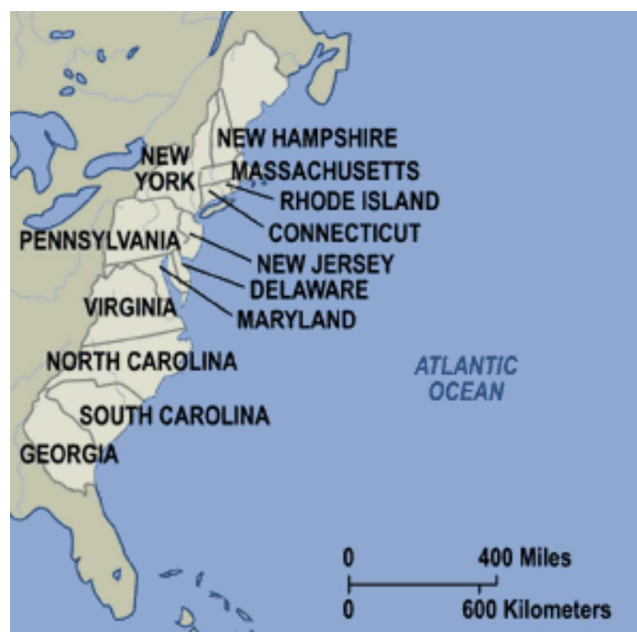 NEW HAMPSHIRE
NEW
YORK
MASSACHUSETTS
RHODE ISLAND
CONNECTICUT
PENNSYLVANIA
NEW JERSEY
DELAWARE
MARYLAND
VIRGINIA
NORTH CAROLINA
SOUTH CAROLINA
GEORGIA
ATLANTIC
OCEAN
0 400 Miles
0 600 Kilometers